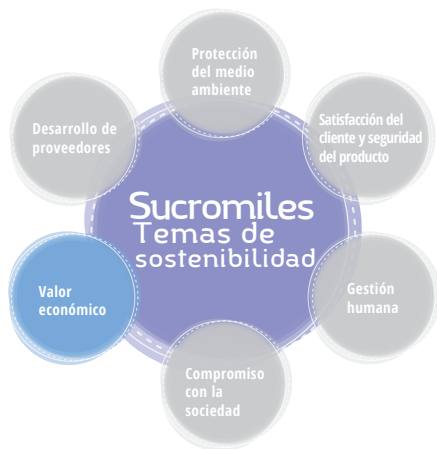 Protección
del medio
ambiente
Desarrollo de
proveedores
Satisfacción del
cliente y seguridad
del producto
Sucromiles
Temas de
sostenibilidad
Valor
económico
Gestión
humana
Compromiso
con la
sociedad